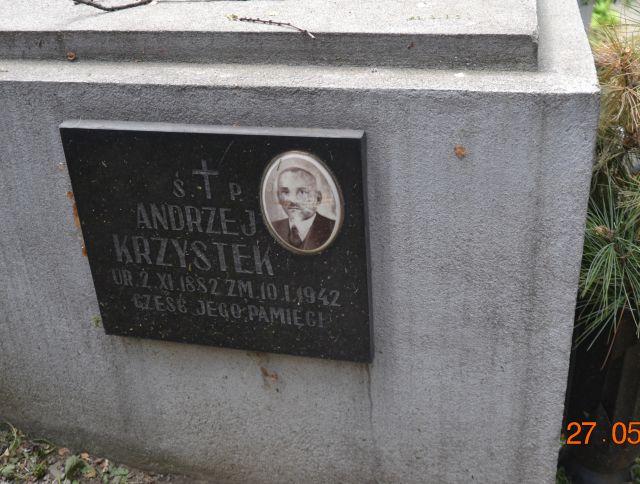 Ś. † P.
ANDRZEJ
KRZYSTEK
UR. 2.XI.1882 ZM.10.I.1942
CZEŚĆ JEGO PAMIĘCI
27.05